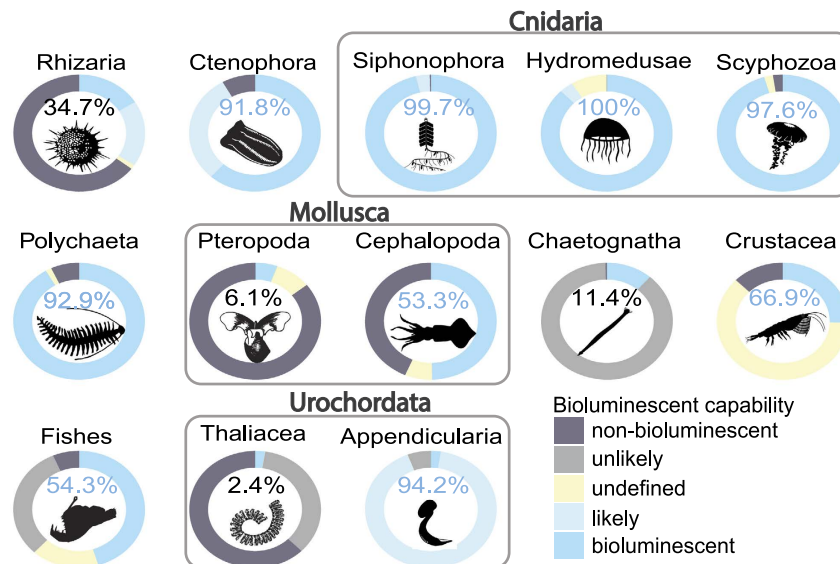 Cnidaria
Rhizaria
Ctenophora
Siphonophora
Hydromedusae
Scyphozoa
34.7%
91.8%
99.7%
100%
97.6%
Mollusca
Polychaeta
Pteropoda
Cephalopoda
Chaetognatha
Crustacea
92.9%
6.1%
53.3%
11.4%
66.9%
Urochordata
Fishes
Thaliacea
Appendicularia
54.3%
2.4%
94.2%
Bioluminescent capability
non-bioluminescent
unlikely
undefined
likely
bioluminescent